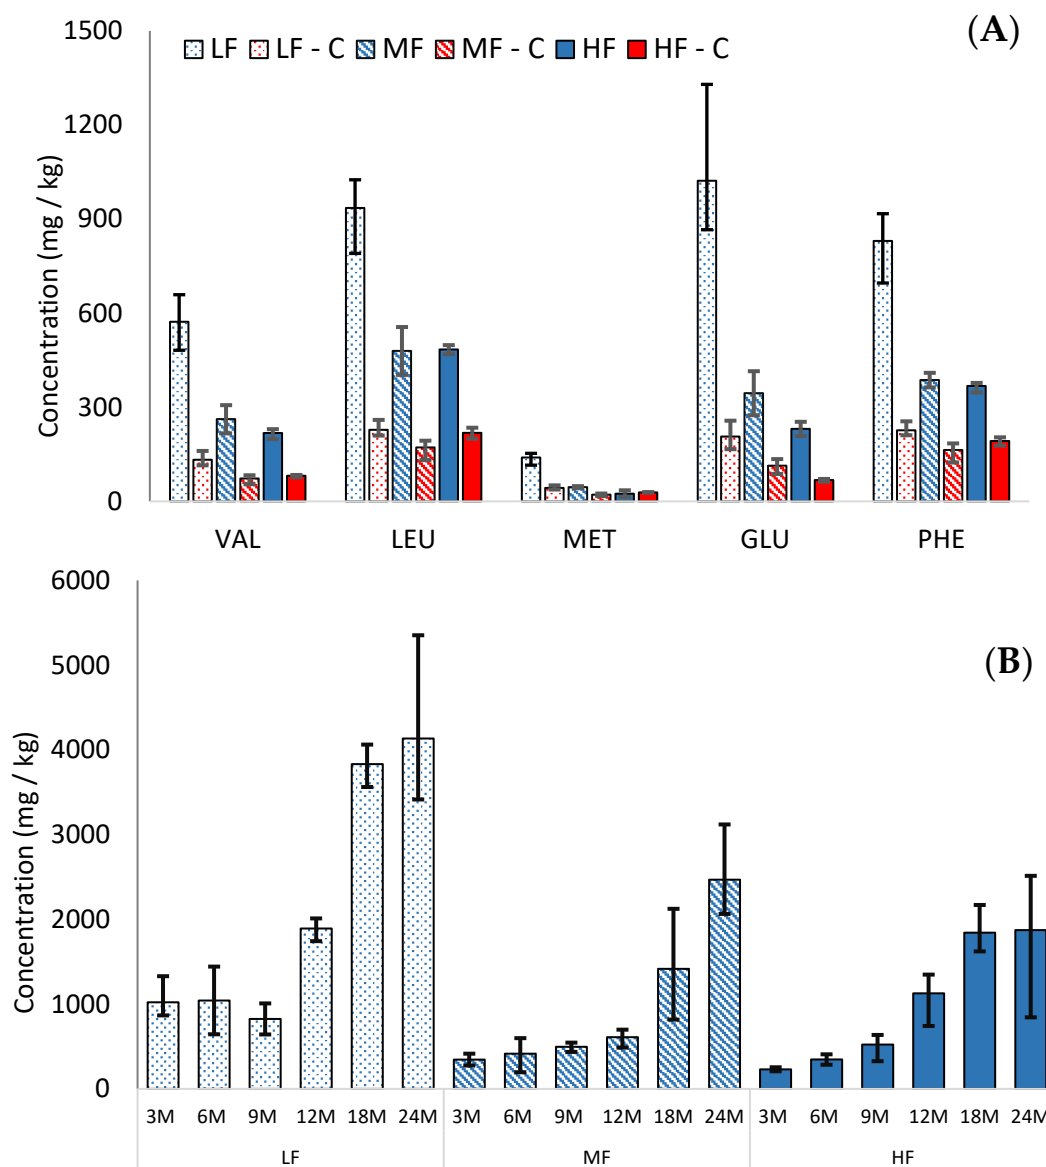 (A)
1500
1200
900
600
300
0
Concentration (mg / kg)
LF LF - C MF MF - C HF HF - C
VAL LEU MET GLU PHE
(B)
6000
5000
4000
3000
2000
1000
0
Concentration (mg / kg)
3M 6M 9M 12M 18M 24M 3M 6M 9M 12M 18M 24M 3M 6M 9M 12M 18M 24M
LF MF HF